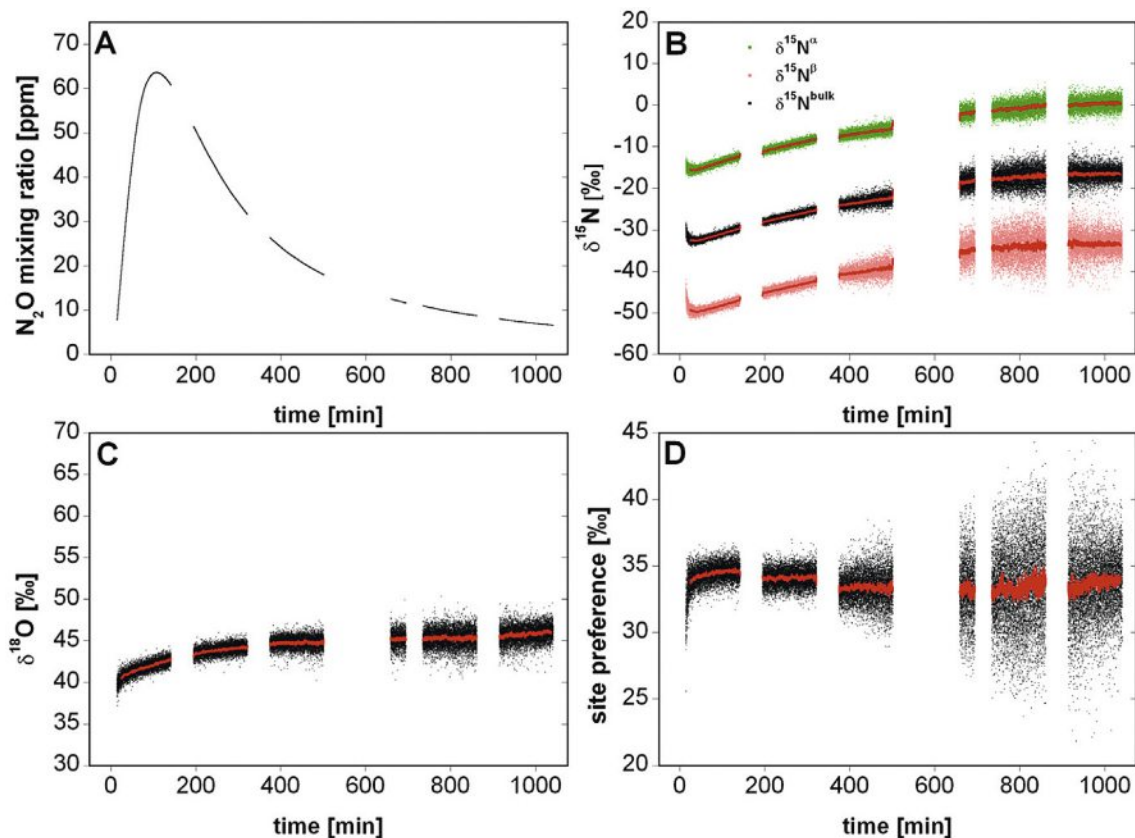 A
N₂O mixing ratio [ppm]
70
60
50
40
30
20
10
0
0 200 400 600 800 1000
time [min]
B
δ¹⁵Nᵅ
δ¹⁵Nᵝ
δ¹⁵Nᵇᵘˡᵏ
δ¹⁵N [‰]
20
10
0
-10
-20
-30
-40
-50
-60
0 200 400 600 800 1000
time [min]
C
δ¹⁸O [‰]
70
65
60
55
50
45
40
35
30
0 200 400 600 800 1000
time [min]
D
site preference [‰]
45
40
35
30
25
20
0 200 400 600 800 1000
time [min]